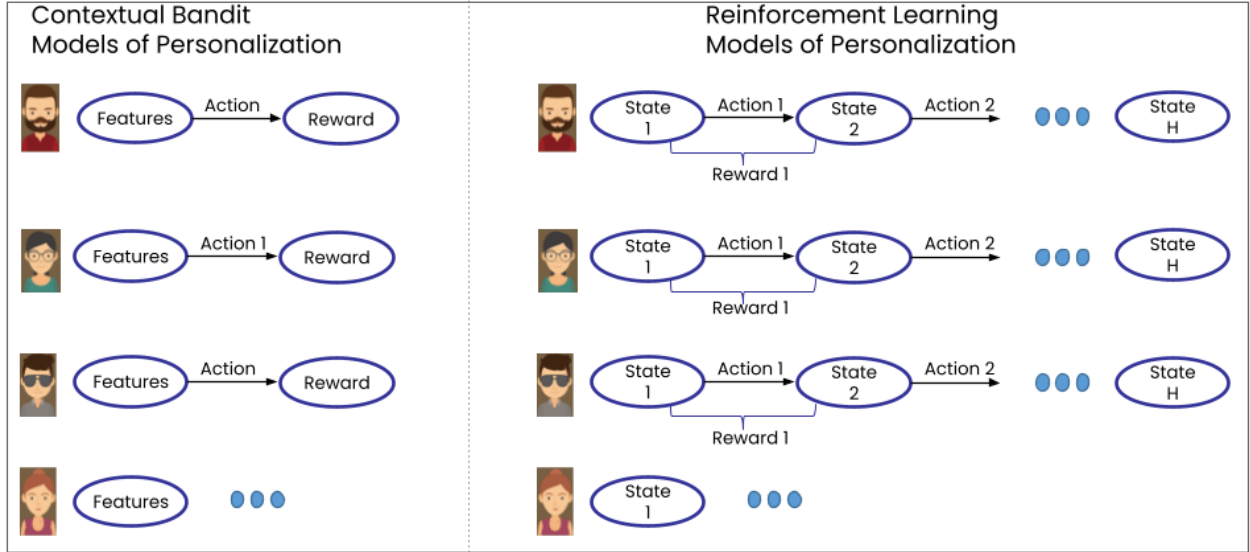 Contextual Bandit
Models of Personalization
Features
Action
Reward
Features
Action 1
Reward
Features
Action
Reward
Features
Reinforcement Learning
Models of Personalization
State
1
Action 1
State
2
Action 2
State
H
Reward 1
State
1
Action 1
State
2
Action 2
State
H
Reward 1
State
1
Action 1
State
2
Action 2
State
H
Reward 1
State
1